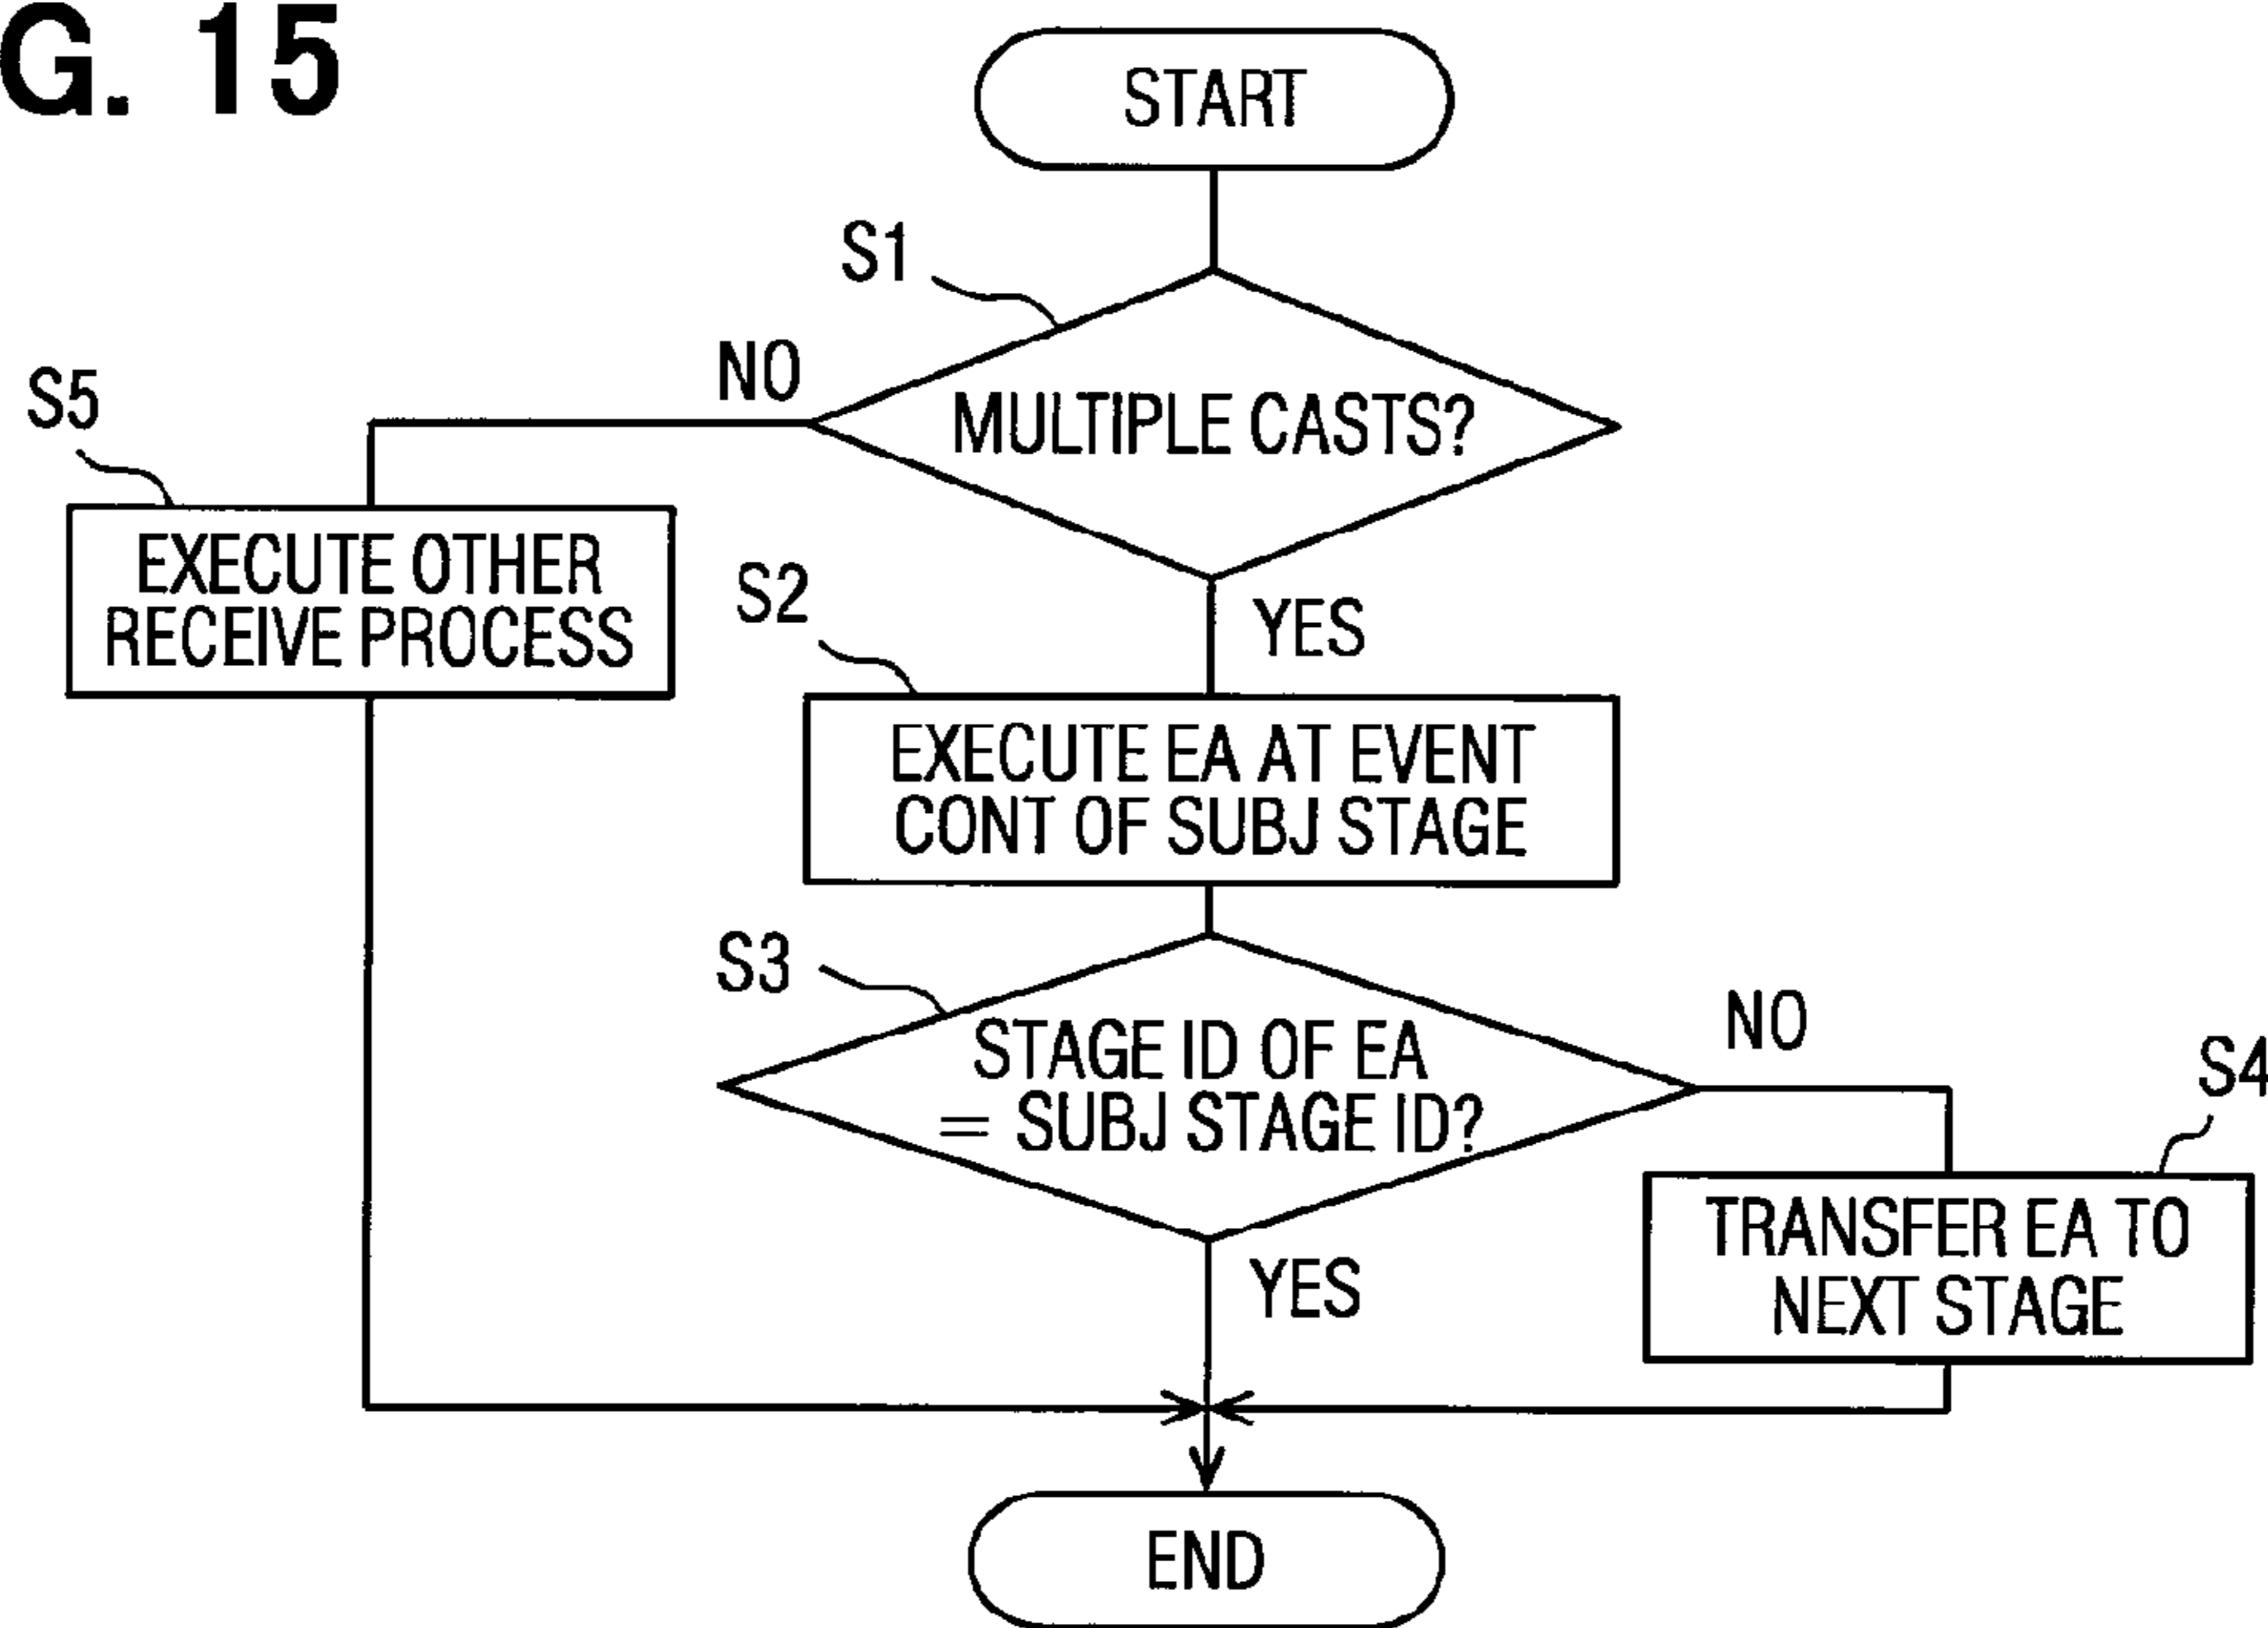 G. 15
START
S1
MULTIPLE CASTS?
NO
S5
EXECUTE OTHER
RECEIVE PROCESS
YES
S2
EXECUTE EA AT EVENT
CONT OF SUBJ STAGE
S3
STAGE ID OF EA
= SUBJ STAGE ID?
NO
S4
TRANSFER EA TO
NEXT STAGE
YES
END